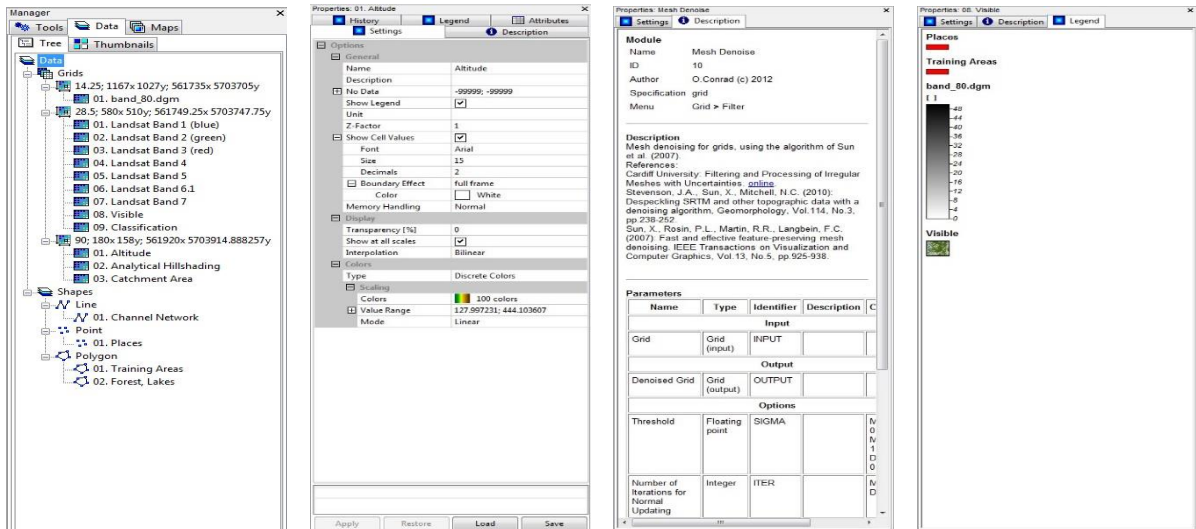 Manager
Tools Data Maps
Tree Thumbnails
Data
Grids
14.25; 1167x 1027y; 561735x 5703705y
01. band_80.dgm
28.5; 580x 510y; 561749.25x 5703747.75y
01. Landsat Band 1 (blue)
02. Landsat Band 2 (green)
03. Landsat Band 3 (red)
04. Landsat Band 4
05. Landsat Band 5
06. Landsat Band 6.1
07. Landsat Band 7
08. Visible
09. Classification
90; 180x 158y; 561920x 5703914.888257y
01. Altitude
02. Analytical Hillshading
03. Catchment Area
Shapes
Line
01. Channel Network
Point
01. Places
Polygon
01. Training Areas
02. Forest, Lakes
Properties: 01. Altitude
History Legend Attributes
Settings Description
Options
General
Name Altitude
Description
No Data -99999; -99999
Show Legend
Unit
Z-Factor 1
Show Cell Values
Font Arial
Size 15
Decimals 2
Boundary Effect full frame
Color White
Memory Handling Normal
Display
Transparency [%] 0
Show at all scales
Interpolation Bilinear
Colors
Type Discrete Colors
Scaling
Colors 100 colors
Value Range 127.997231; 444.103607
Mode Linear
Apply Restore Load Save
Properties: Mesh Denoise
Settings Description
Module
Name Mesh Denoise
ID 10
Author O.Conrad (c) 2012
Specification grid
Menu Grid > Filter
Description
Mesh denoising for grids, using the algorithm of Sun
et al. (2007).
References:
Cardiff University: Filtering and Processing of Irregular
Meshes with Uncertainties. online.
Stevenson, J.A., Sun, X., Mitchell, N.C. (2010):
Despeckling SRTM and other topographic data with a
denoising algorithm, Geomorphology, Vol.114, No.3,
pp.238-252.
Sun, X., Rosin, P.L., Martin, R.R., Langbein, F.C.
(2007): Fast and effective feature-preserving mesh
denoising. IEEE Transactions on Visualization and
Computer Graphics, Vol.13, No.5, pp.925-938.
Parameters
Name Type Identifier Description C
Input
Grid Grid (input) INPUT
Output
Denoised Grid Grid (output) OUTPUT
Options
Threshold Floating point SIGMA
M
0
M
1
D
0
Number of Iterations for Normal Updating Integer ITER
M
D
Properties: 08. Visible
Settings Description Legend
Places
Training Areas
band_80.dgm
[ ]
48
44
40
36
32
28
24
20
16
12
8
4
0
Visible